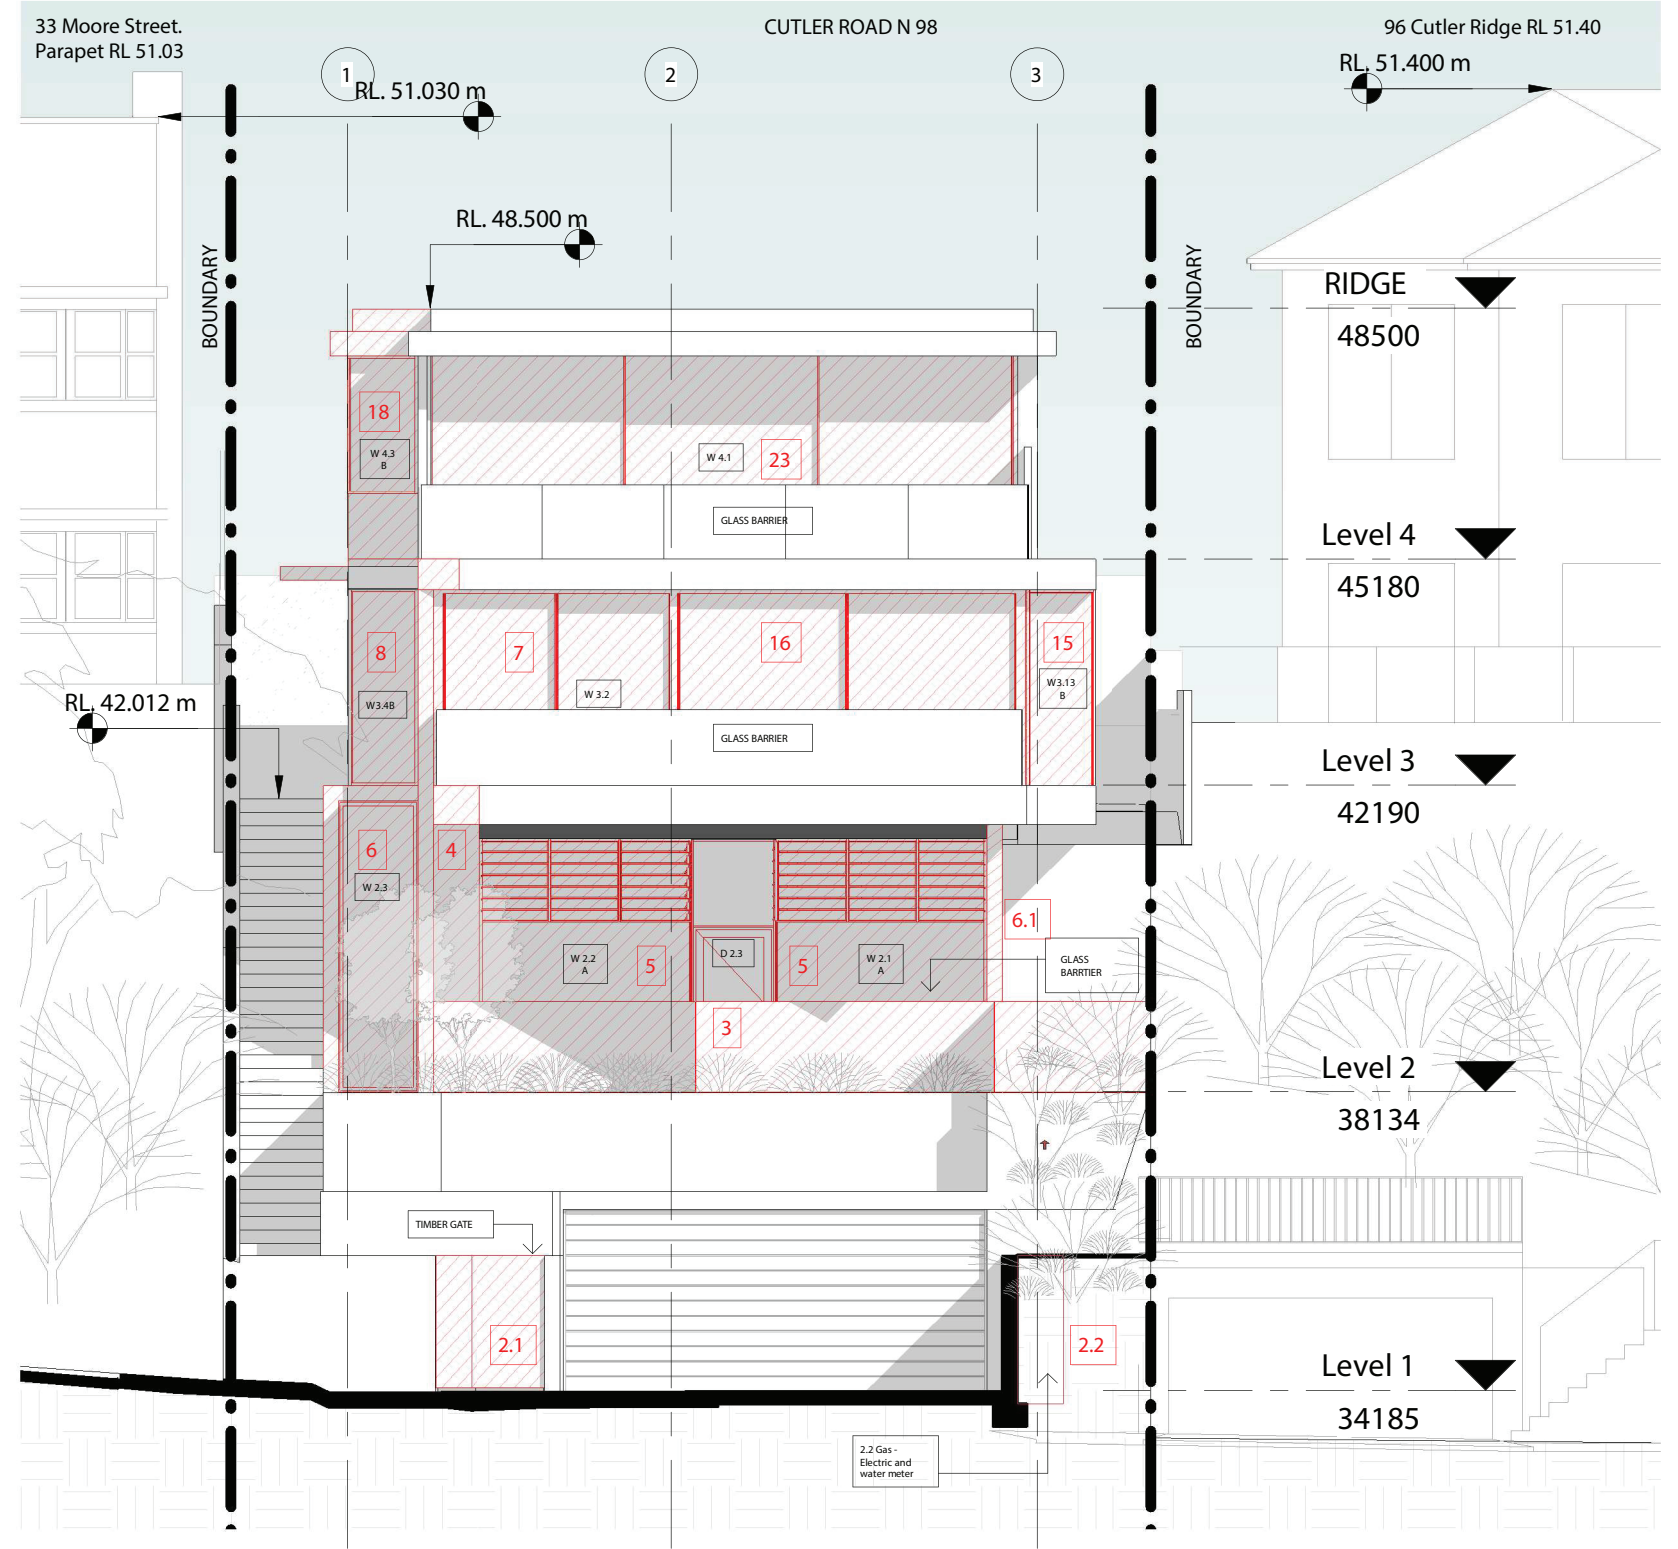 33 Moore Street.
Parapet RL 51.03
CUTLER ROAD N 98
96 Cutler Ridge RL 51.40
RL. 51.400 m
1
2
3
RL. 51.030 m
RL. 48.500 m
BOUNDARY
BOUNDARY
RIDGE
48500
18
W 4.3
B
W 4.1
23
GLASS BARRIER
Level 4
45180
8
7
16
15
W3.4B
W 3.2
W3.13
B
RL. 42.012 m
GLASS BARRIER
Level 3
42190
6
4
W 2.3
6.1
W 2.2
A
5
D 2.3
5
W 2.1
A
GLASS
BARRTIER
3
Level 2
38134
TIMBER GATE
2.1
2.2
Level 1
34185
2.2 Gas -
Electric and
water meter